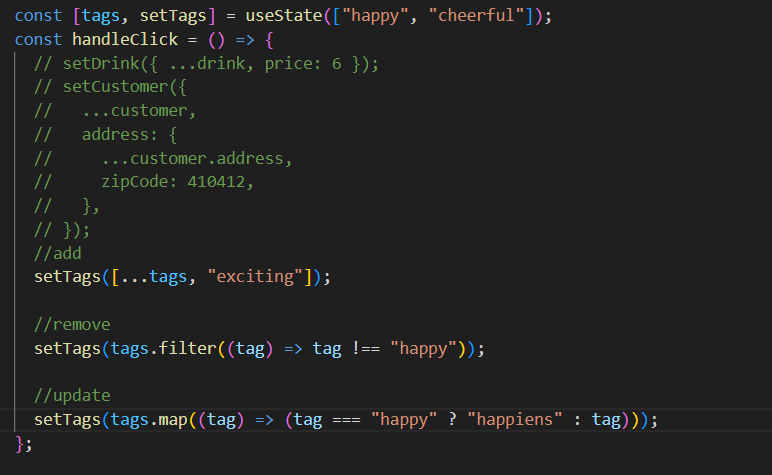 const [tags, setTags] = useState(["happy", "cheerful"]);
const handleClick = () => {
  // setDrink({ ...drink, price: 6 });
  // setCustomer({
  //   ...customer,
  //   address: {
  //     ...customer.address,
  //     zipCode: 410412,
  //   },
  // });
  //add
  setTags([...tags, "exciting"]);

  //remove
  setTags(tags.filter((tag) => tag !== "happy"));

  //update
  setTags(tags.map((tag) => (tag === "happy" ? "happiens" : tag)));
};